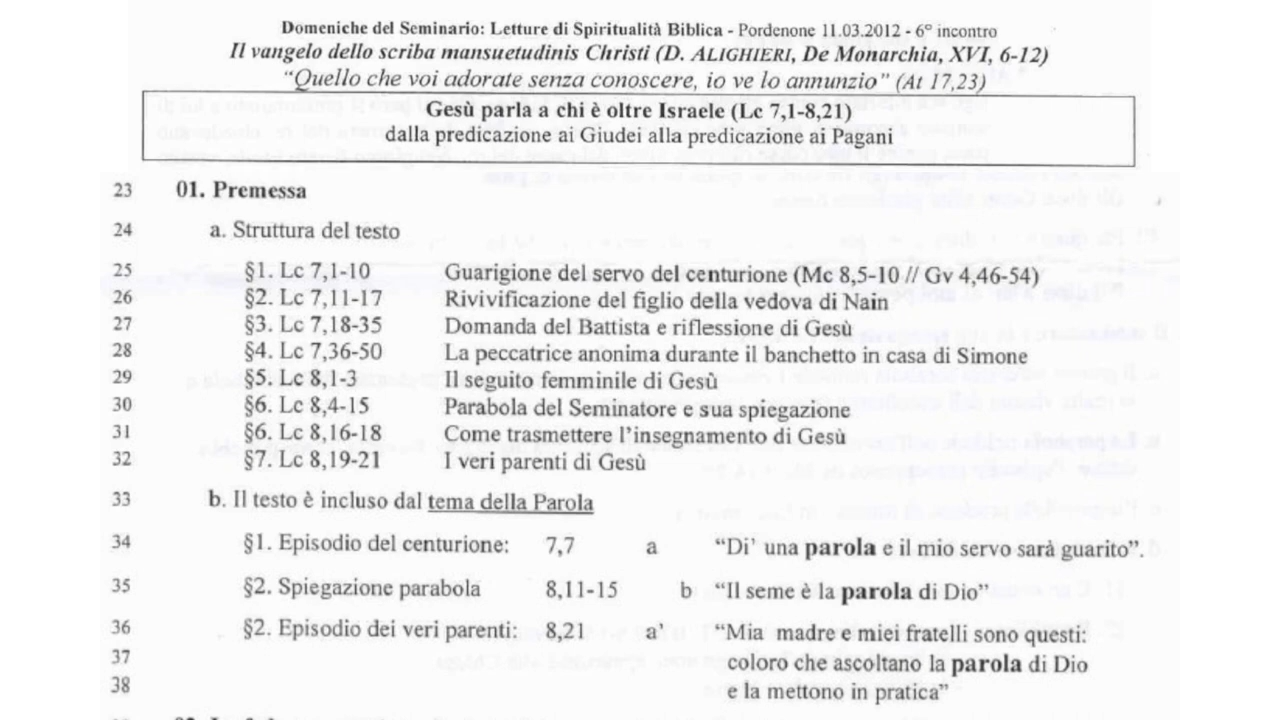 Domeniche del Seminario: Letture di Spiritualità Biblica - Pordenone 11.03.2012 - 6° incontro
Il vangelo dello scriba mansuetudinis Christi (D. ALIGHIERI, De Monarchia, XVI, 6-12)
“Quello che voi adorate senza conoscere, io ve lo annunzio” (At 17,23)
Gesù parla a chi è oltre Israele (Lc 7,1-8,21)
dalla predicazione ai Giudei alla predicazione ai Pagani
23 01. Premessa
24 a. Struttura del testo
25 §1. Lc 7,1-10 Guarigione del servo del centurione (Mc 8,5-10 // Gv 4,46-54)
26 §2. Lc 7,11-17 Rivivificazione del figlio della vedova di Nain
27 §3. Lc 7,18-35 Domanda del Battista e riflessione di Gesù
28 §4. Lc 7,36-50 La peccatrice anonima durante il banchetto in casa di Simone
29 §5. Lc 8,1-3 Il seguito femminile di Gesù
30 §6. Lc 8,4-15 Parabola del Seminatore e sua spiegazione
31 §6. Lc 8,16-18 Come trasmettere l'insegnamento di Gesù
32 §7. Lc 8,19-21 I veri parenti di Gesù
33 b. Il testo è incluso dal tema della Parola
34 §1. Episodio del centurione: 7,7 a “Di’ una parola e il mio servo sarà guarito”.
35 §2. Spiegazione parabola 8,11-15 b “Il seme è la parola di Dio”
36 §2. Episodio dei veri parenti: 8,21 a' “Mia madre e miei fratelli sono questi:
37 coloro che ascoltano la parola di Dio
38 e la mettono in pratica”